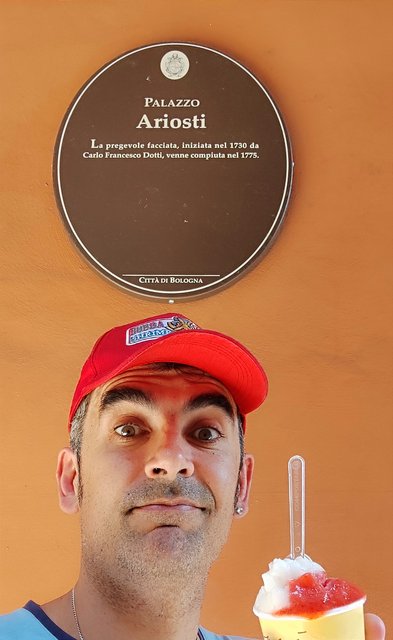 PALAZZO
Ariosti
La pregevole facciata, iniziata nel 1730 da
Carlo Francesco Dotti, venne compiuta nel 1775.
CITTÀ DI BOLOGNA
BUBBA